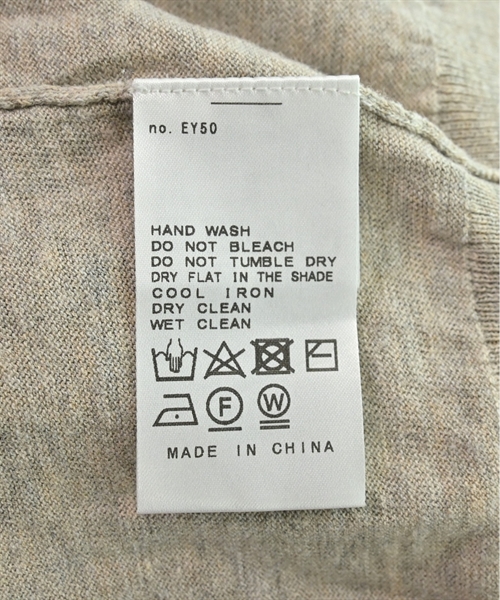 no. EY50
HAND WASH
DO NOT BLEACH
DO NOT TUMBLE DRY
DRY FLAT IN THE SHADE
COOL IRON
DRY CLEAN
WET CLEAN
F W
MADE IN CHINA